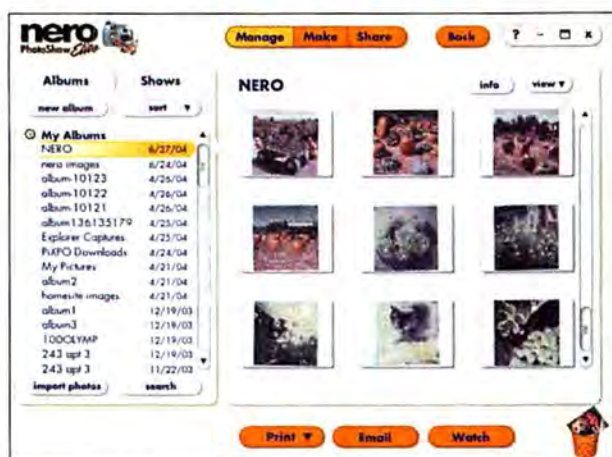 nero
PhotoShow Elite
Manage Make Share Back ? - x
Albums Shows
new album sort ▼
My Albums
NERO 6/27/04
nero images 6/24/04
album-10123 4/26/04
album-10122 4/26/04
album-10121 4/26/04
album136135179 4/25/04
Explorer Captures 4/25/04
PiXPO Downloads 4/24/04
My Pictures 4/21/04
album2 4/21/04
homesite images 4/21/04
album1 12/19/03
album3 12/19/03
100OLYMP 12/19/03
243 apt 3 12/19/03
243 apt 3 11/22/03
import photos search
NERO info view ▼
Print ▼ Email Watch